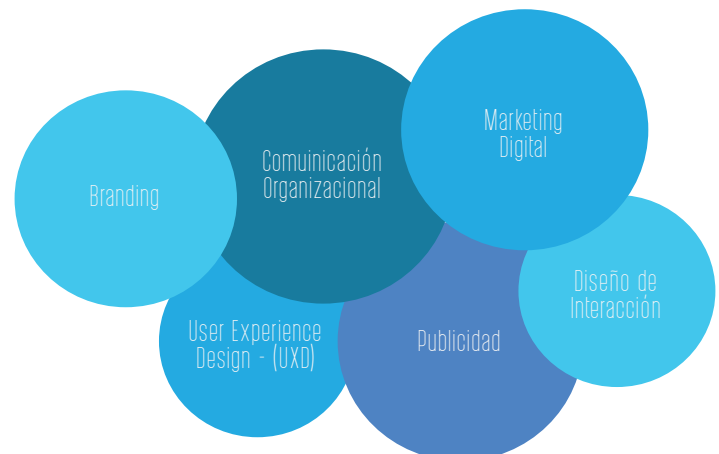 Branding
Comuinicación
Organizacional
Marketing
Digital
User Experience
Design - (UXD)
Publicidad
Diseño de
Interacción